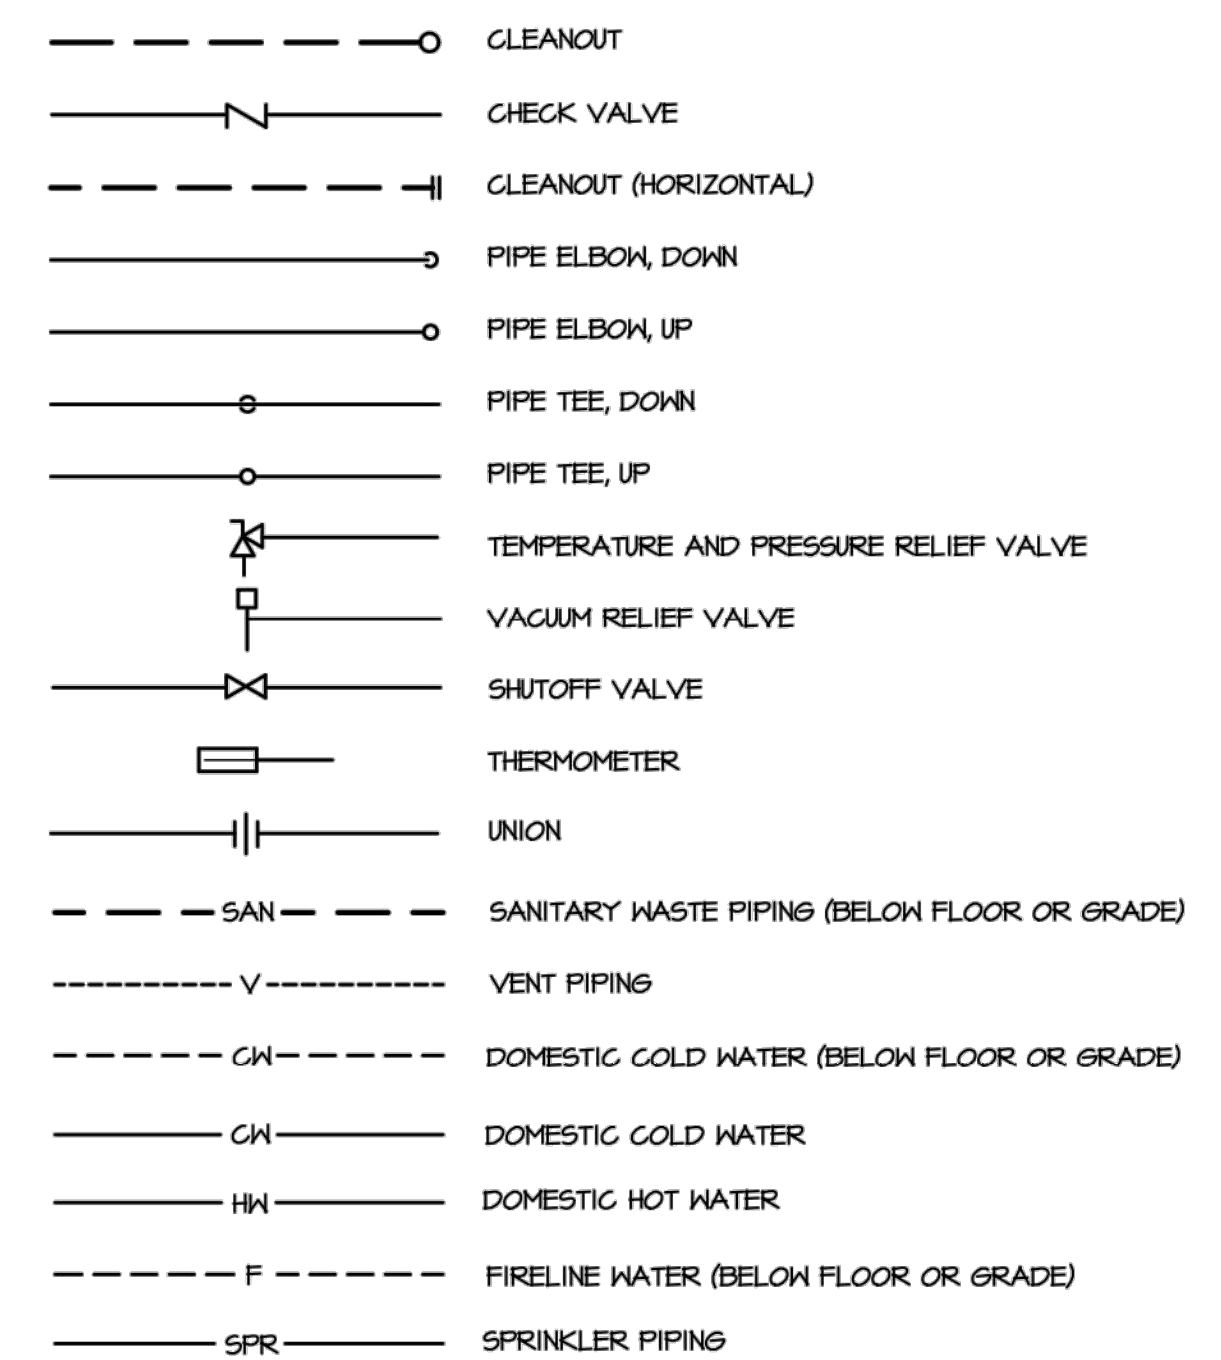 CLEANOUT
CHECK VALVE
CLEANOUT (HORIZONTAL)
PIPE ELBOW, DOWN
PIPE ELBOW, UP
PIPE TEE, DOWN
PIPE TEE, UP
TEMPERATURE AND PRESSURE RELIEF VALVE
VACUUM RELIEF VALVE
SHUTOFF VALVE
THERMOMETER
UNION
SAN SANITARY WASTE PIPING (BELOW FLOOR OR GRADE)
V VENT PIPING
CW DOMESTIC COLD WATER (BELOW FLOOR OR GRADE)
CW DOMESTIC COLD WATER
HW DOMESTIC HOT WATER
F FIRELINE WATER (BELOW FLOOR OR GRADE)
SPR SPRINKLER PIPING